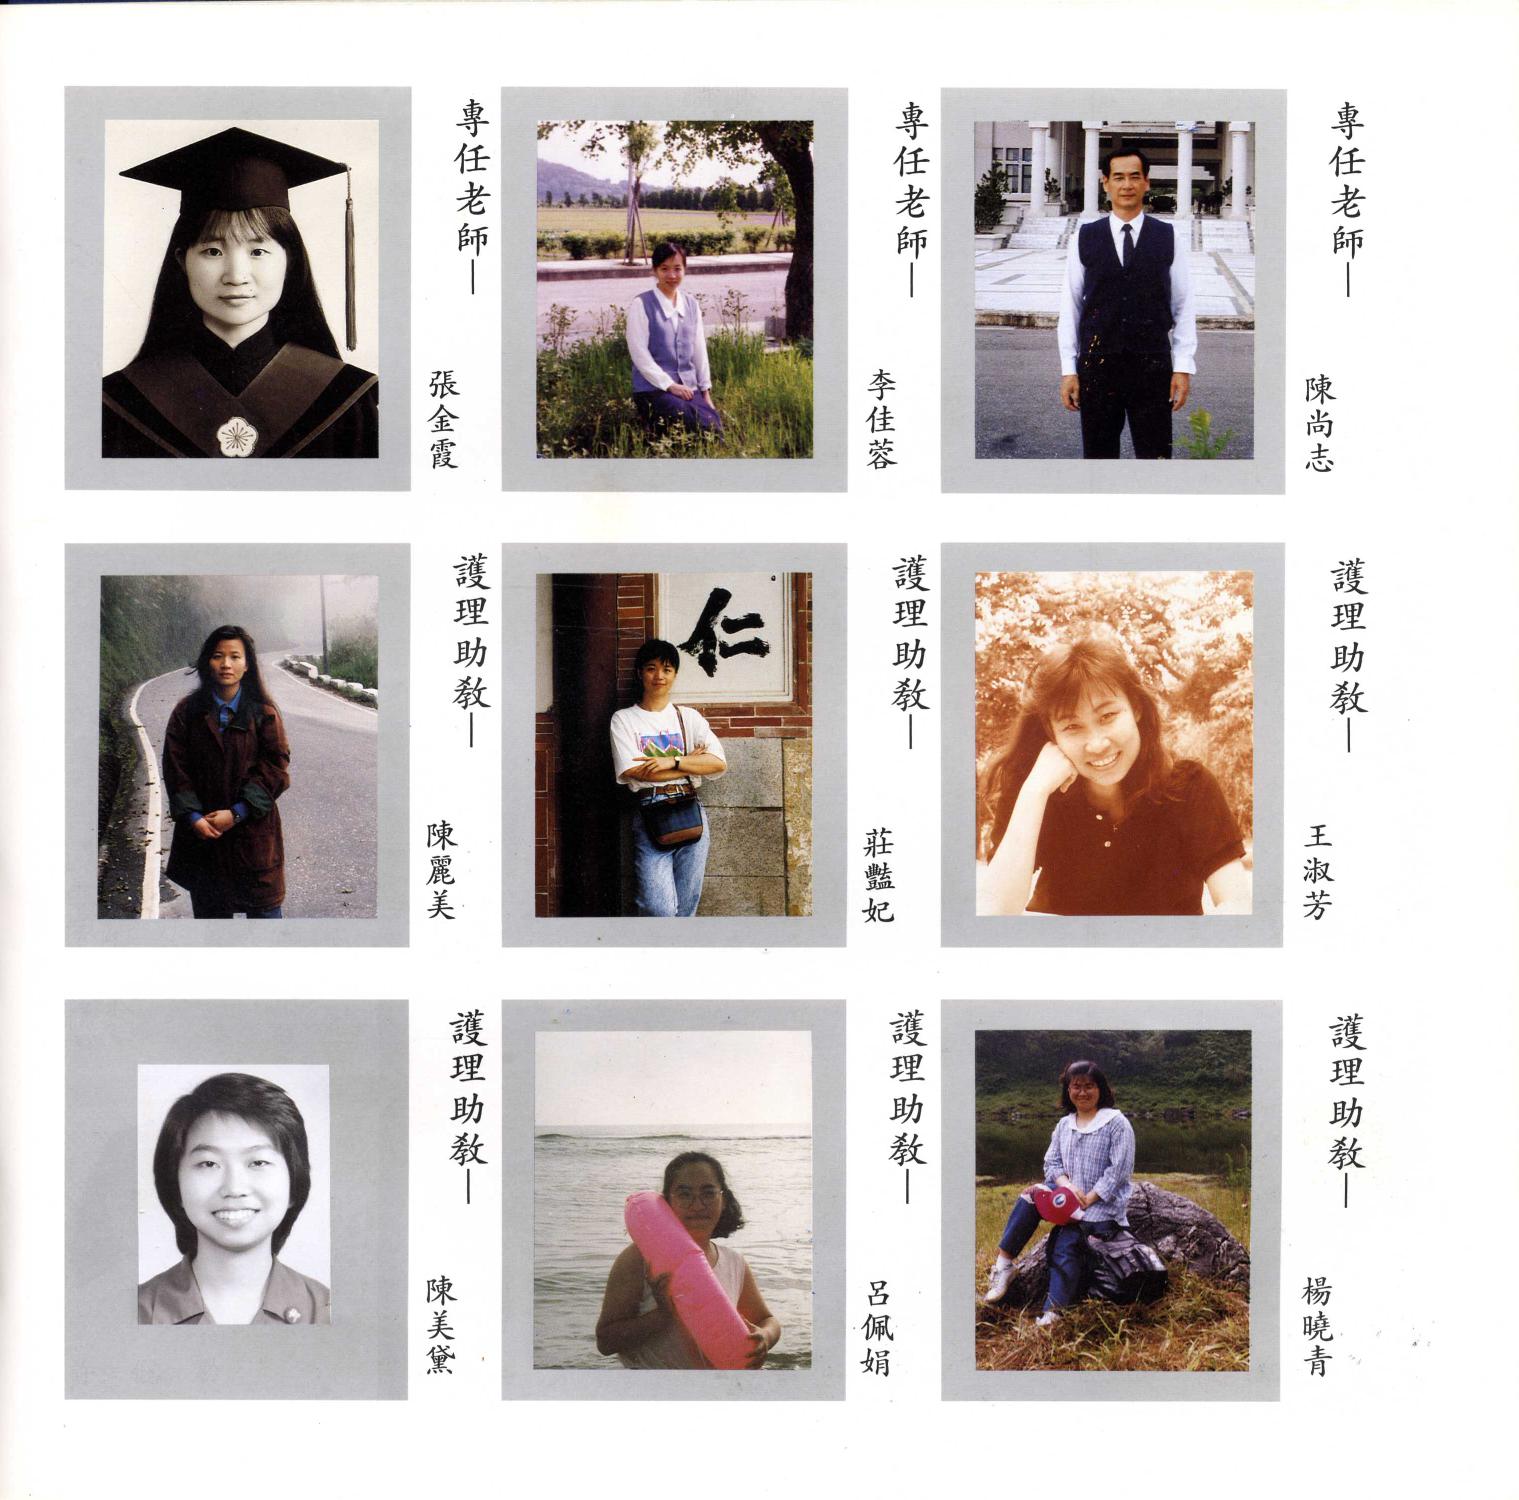 專任老師—
陳尚志
專任老師—
李佳蓉
專任老師—
張金霞
護理助教—
王淑芳
護理助教—
莊豔妃
仁
護理助教—
陳麗美
護理助教—
楊曉青
護理助教—
呂佩娟
護理助教—
陳美黛